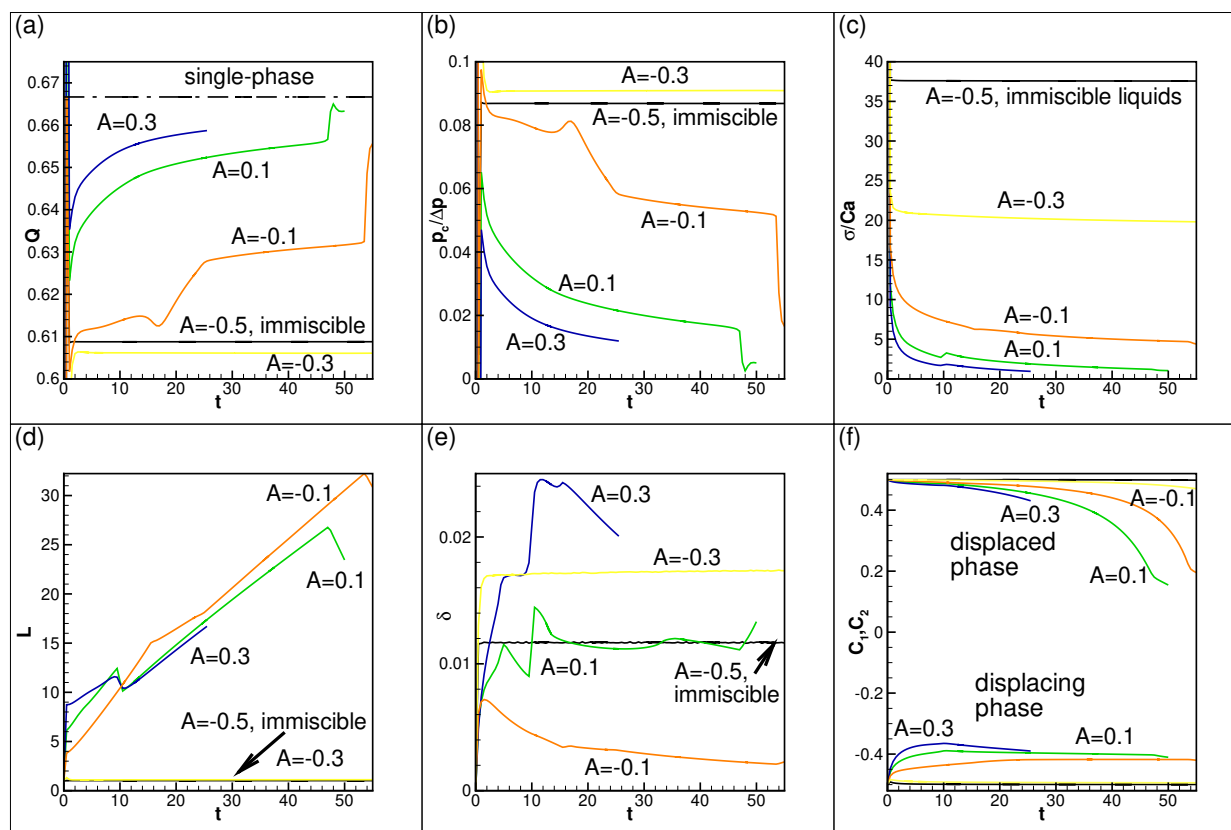 (a)
0.67
0.66
0.65
0.64
0.63
0.62
0.61
0.6
Q
single-phase
A=0.3
A=0.1
A=-0.1
A=-0.5, immiscible
A=-0.3
0 10 20 30 40 50
t
(b)
0.1
0.08
0.06
0.04
0.02
0
pc/Δp
A=-0.3
A=-0.5, immiscible
A=-0.1
A=0.1
A=0.3
0 10 20 30 40 50
t
(c)
40
35
30
25
20
15
10
5
0
σ/Ca
A=-0.5, immiscible liquids
A=-0.3
A=-0.1
A=0.1
A=0.3
0 10 20 30 40 50
t
(d)
30
25
20
15
10
5
0
L
A=-0.1
A=0.1
A=0.3
A=-0.5, immiscible
A=-0.3
0 10 20 30 40 50
t
(e)
0.02
0.01
0
δ
A=0.3
A=-0.3
A=0.1
A=-0.5,
immiscible
A=-0.1
0 10 20 30 40 50
t
(f)
0.4
0.2
0
-0.2
-0.4
C1,C2
A=-0.1
A=0.3
displaced
phase
A=0.1
displacing
phase
A=0.3
A=0.1
0 10 20 30 40 50
t